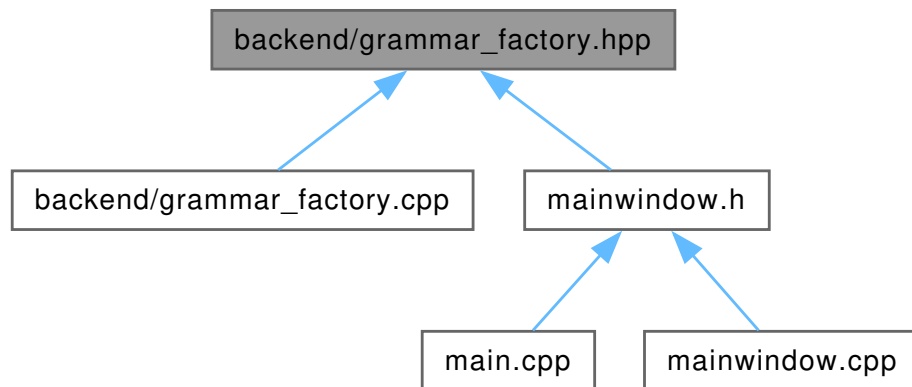 backend/grammar_factory.hpp
backend/grammar_factory.cpp
mainwindow.h
main.cpp
mainwindow.cpp